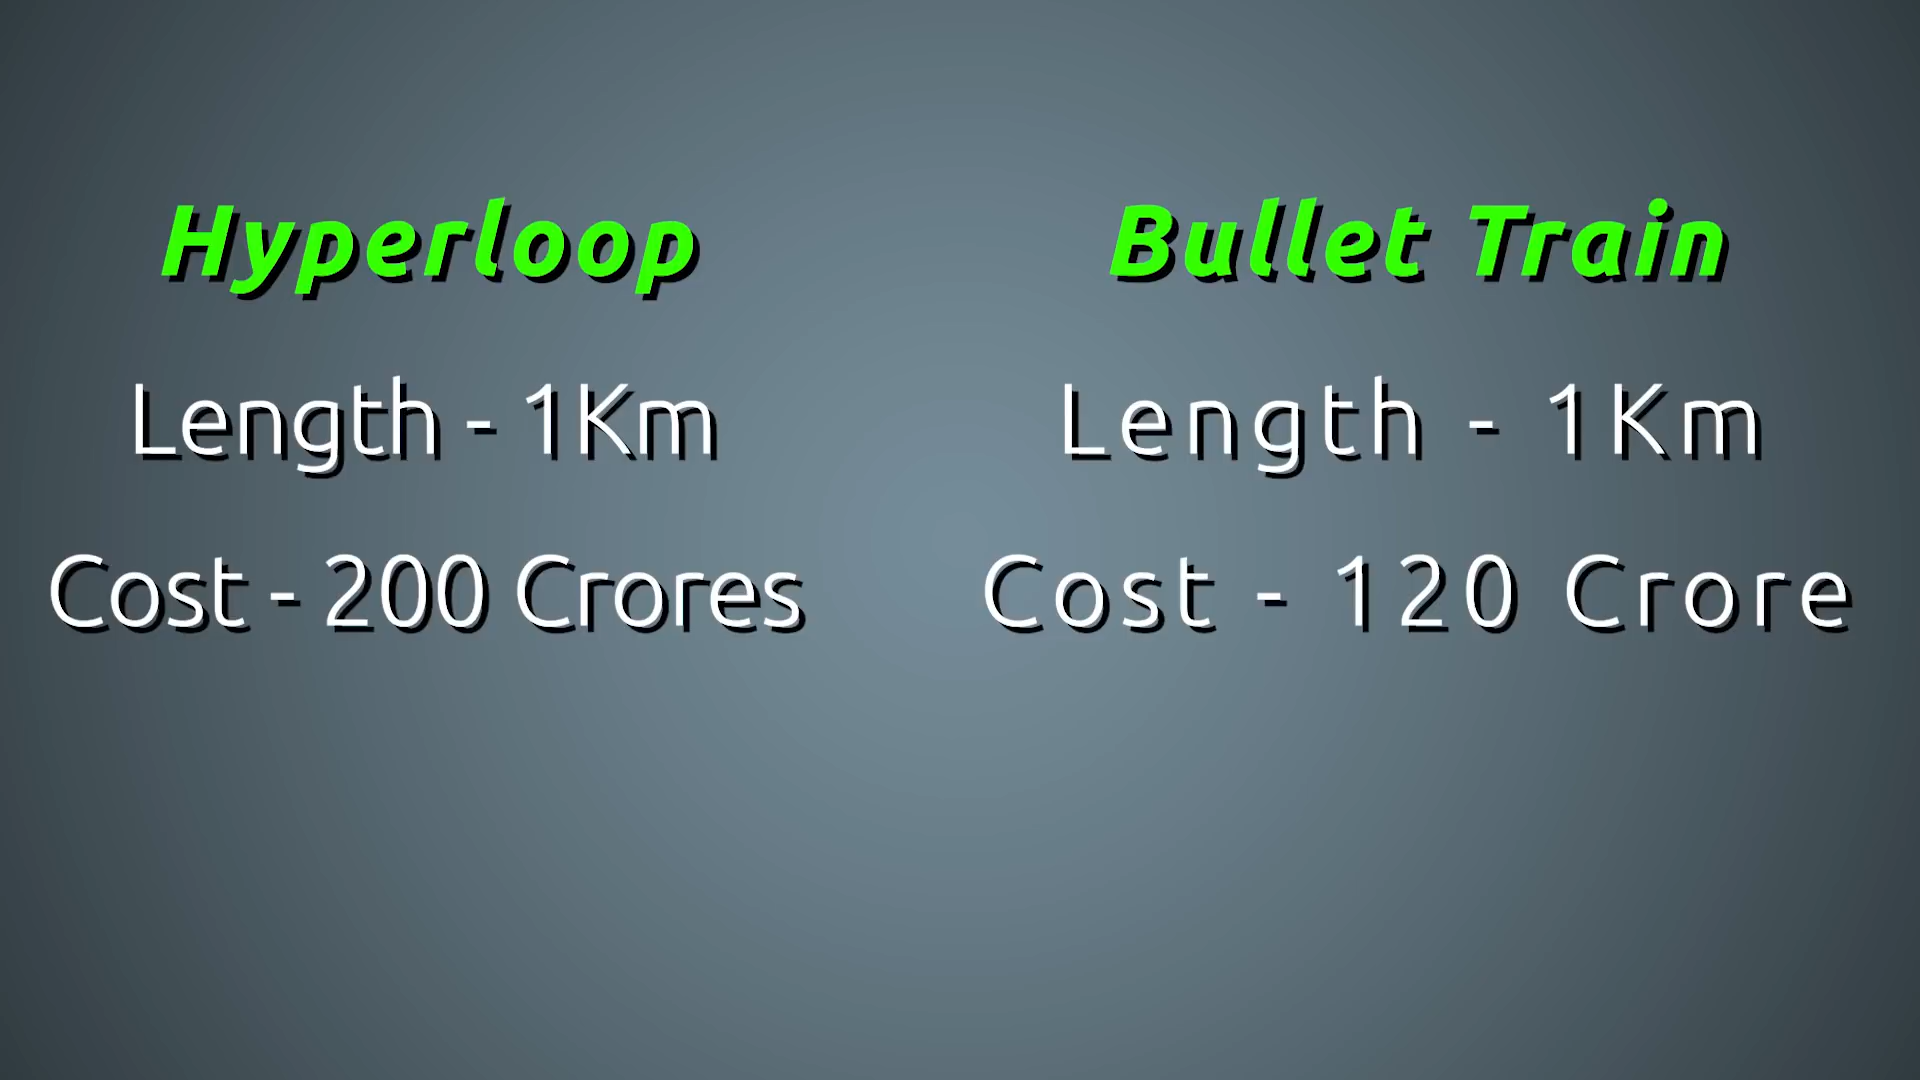 Hyperloop
Length - 1Km
Cost - 200 Crores
Bullet Train
Length - 1Km
Cost - 120 Crore